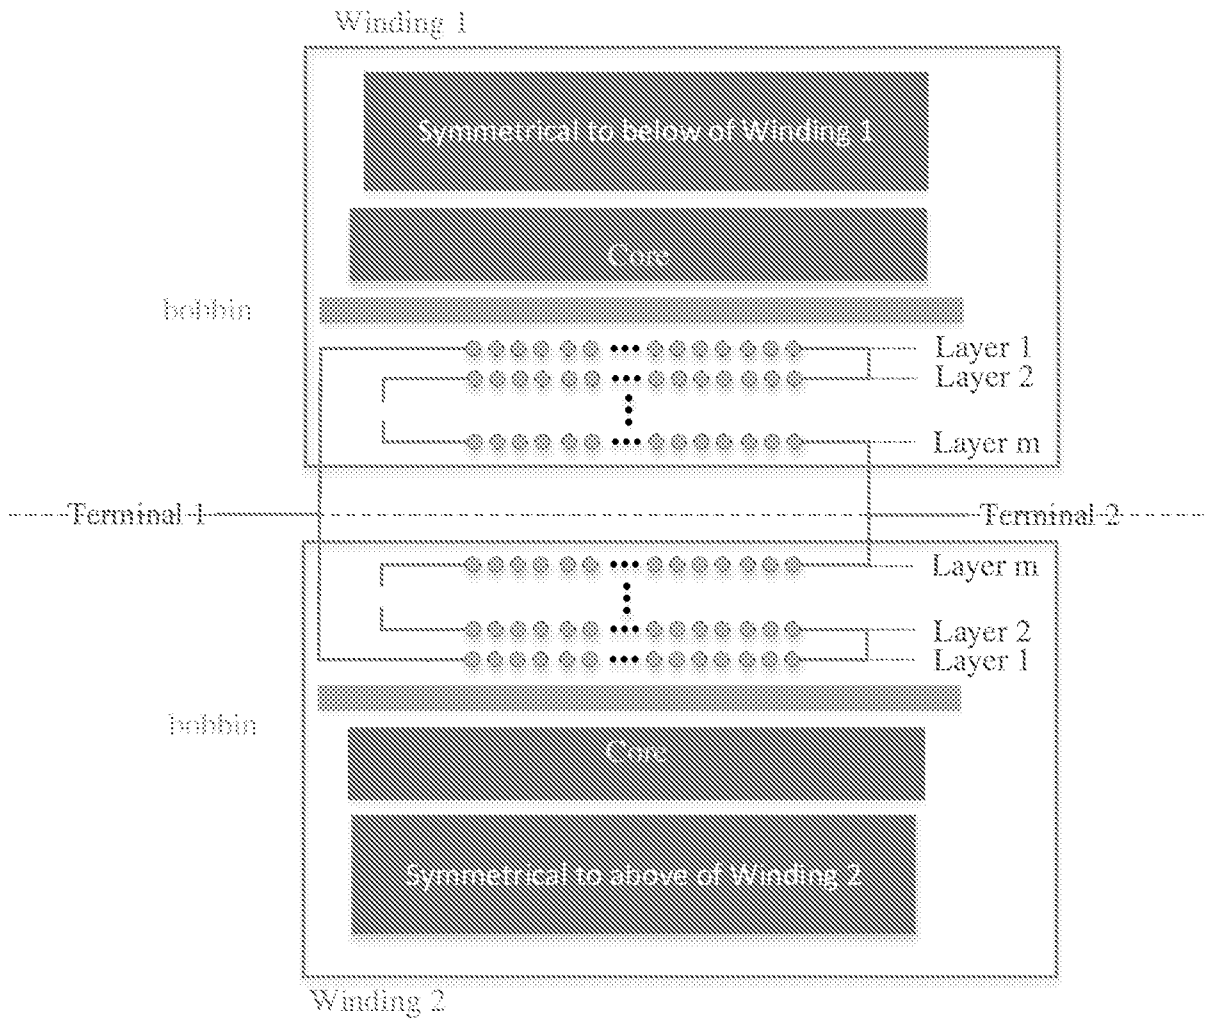 Winding 1
Symmetrical to below of Winding 1
Core
bobbin
Layer 1
Layer 2
Layer m
Terminal 1
Terminal 2
Layer m
Layer 2
Layer 1
bobbin
Core
Symmetrical to above of Winding 2
Winding 2